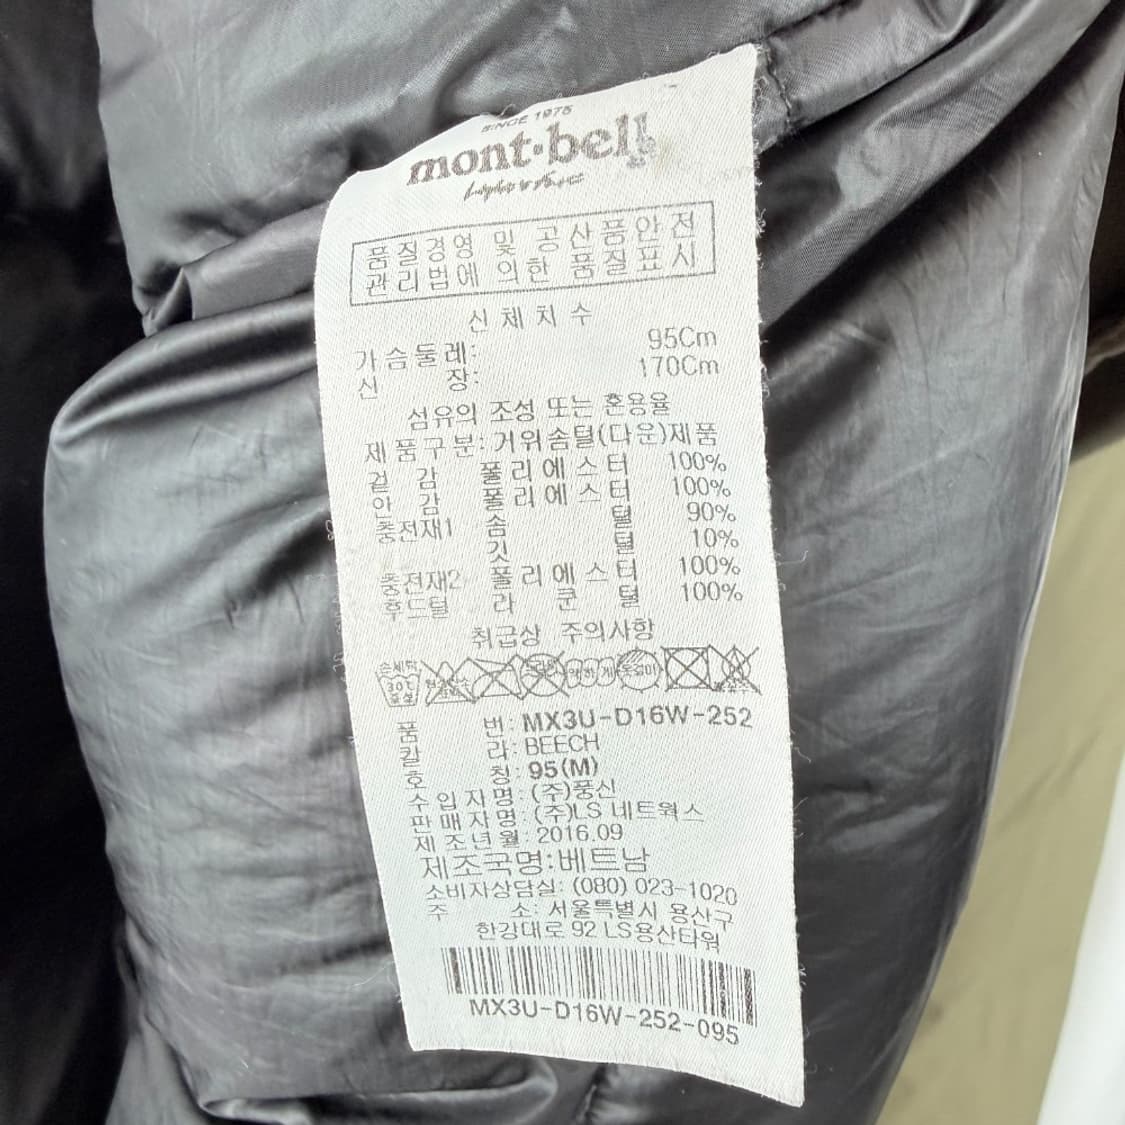 SINCE 1975
mont·bell
품질경영 및 공산품안전
관리법에 의한 품질표시
신체치수
가슴둘레: 95Cm
신 장: 170Cm
섬유의 조성 또는 혼용율
제품구분: 거위솜털(다운)제품
겉 감 폴리에스터 100%
안 감 폴리에스터 100%
충전재1 솜 털 90%
깃 털 10%
충전재2 폴리에스터 100%
후드털 라 쿤 털 100%
취급상 주의사항
손세탁
30℃
중성
품 번: MX3U-D16W-252
칼 라: BEECH
호 칭: 95(M)
수입자명: (주)풍신
판매자명: (주)LS 네트웍스
제조년월: 2016.09
제조국명:베트남
소비자상담실: (080) 023-1020
주 소: 서울특별시 용산구
한강대로 92 LS용산타워
MX3U-D16W-252-095